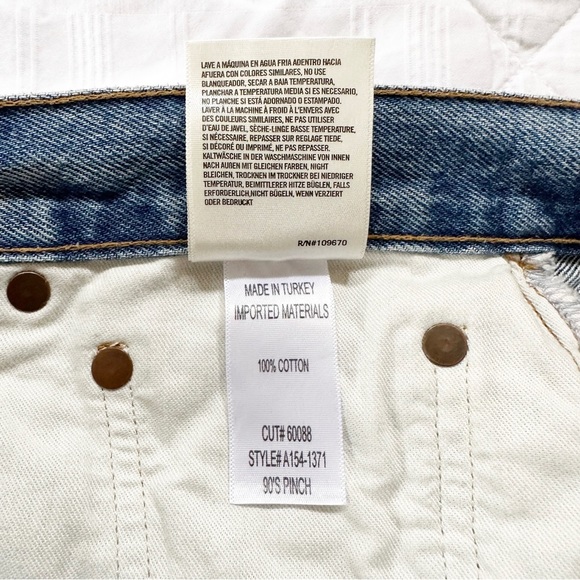 LAVE A MÁQUINA EN AGUA FRIA ADENTRO HACIA
AFUERA CON COLORES SIMILARES, NO USE
BLANQUEADOR, SECAR A BAJA TEMPERATURA,
PLANCHAR A TEMPERATURA MEDIA SI ES NECESARIO,
NO PLANCHAR SI ESTÁ ADORNADO O ESTAMPADO.
LAVER À LA MACHINE À FROID À L'ENVERS AVEC
DES COULEURS SIMILAIRES, NE PAS UTILISER
D'EAU DE JAVEL, SÈCHE-LINGE BASSE TEMPERATURE,
SI NÉCESSAIRE, REPASSER SUR REGLAGE TIEDE,
SI DÉCORÉ OU IMPRIMÉ, NE PAS REPASSER.
KALTWÄSCHE IN DER WASCHMASCHINE VON INNEN
NACH AUßEN MIT GLEICHEN FARBEN, NIGHT
BLEICHEN, TROCKNEN IM TROCKNER BEI NIEDRIGER
TEMPERATUR, BEIMITTLERER HITZE BÜGLEN, FALLS
ERFORDERLICH,NICHT BÜGELN, WENN VERZIERT
ODER BEDRUCKT
R/N#109670
MADE IN TURKEY
IMPORTED MATERIALS
100% COTTON
CUT# 60088
STYLE# A154-1371
90'S PINCH